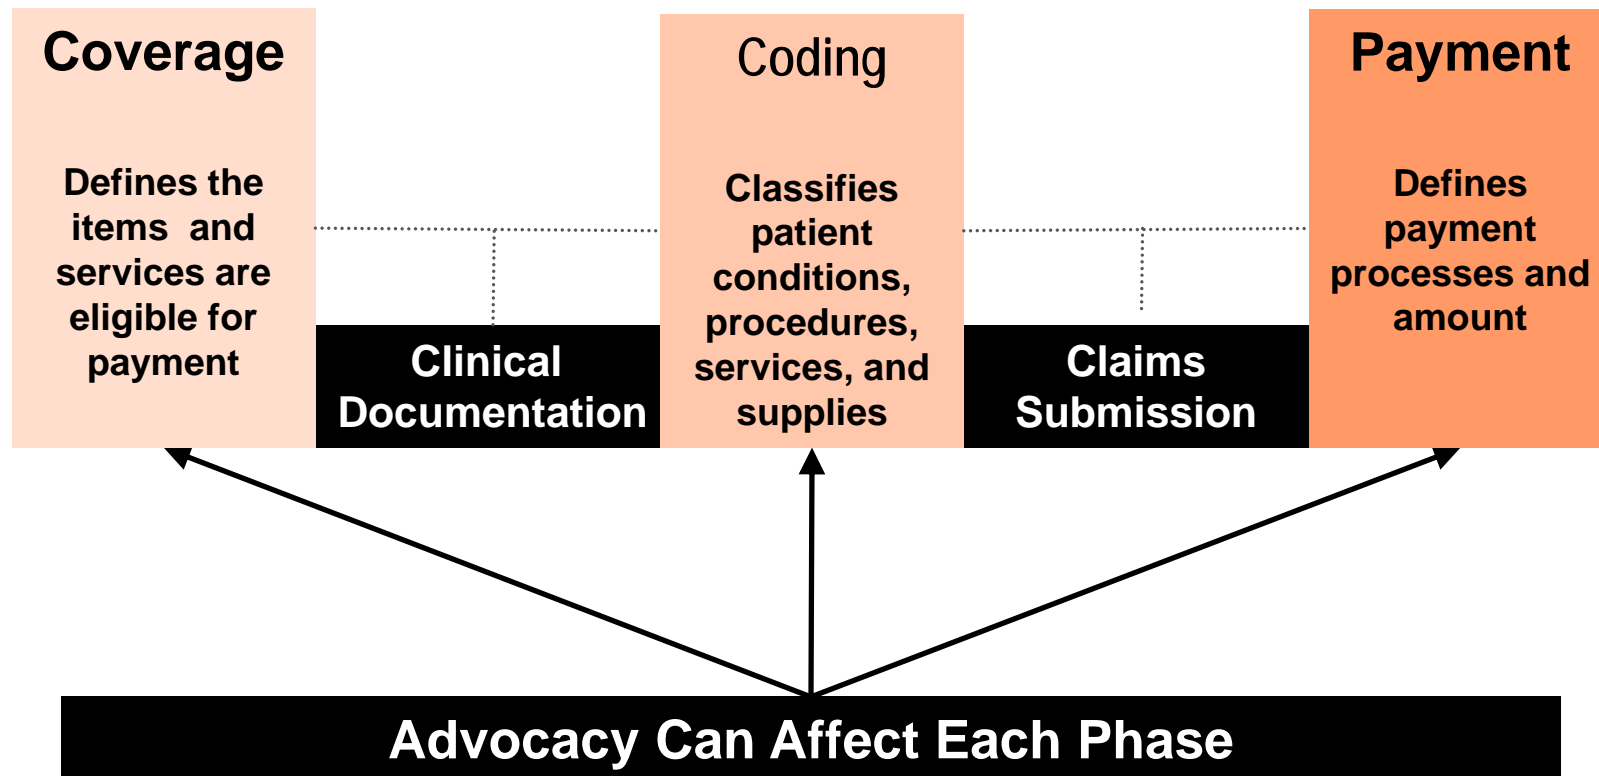 Coverage
Defines the
items  and
services are
eligible for
payment
Clinical
Documentation
Coding
Classifies
patient
conditions,
procedures,
services, and
supplies
Claims
Submission
Payment
Defines
payment
processes and
amount
Advocacy Can Affect Each Phase